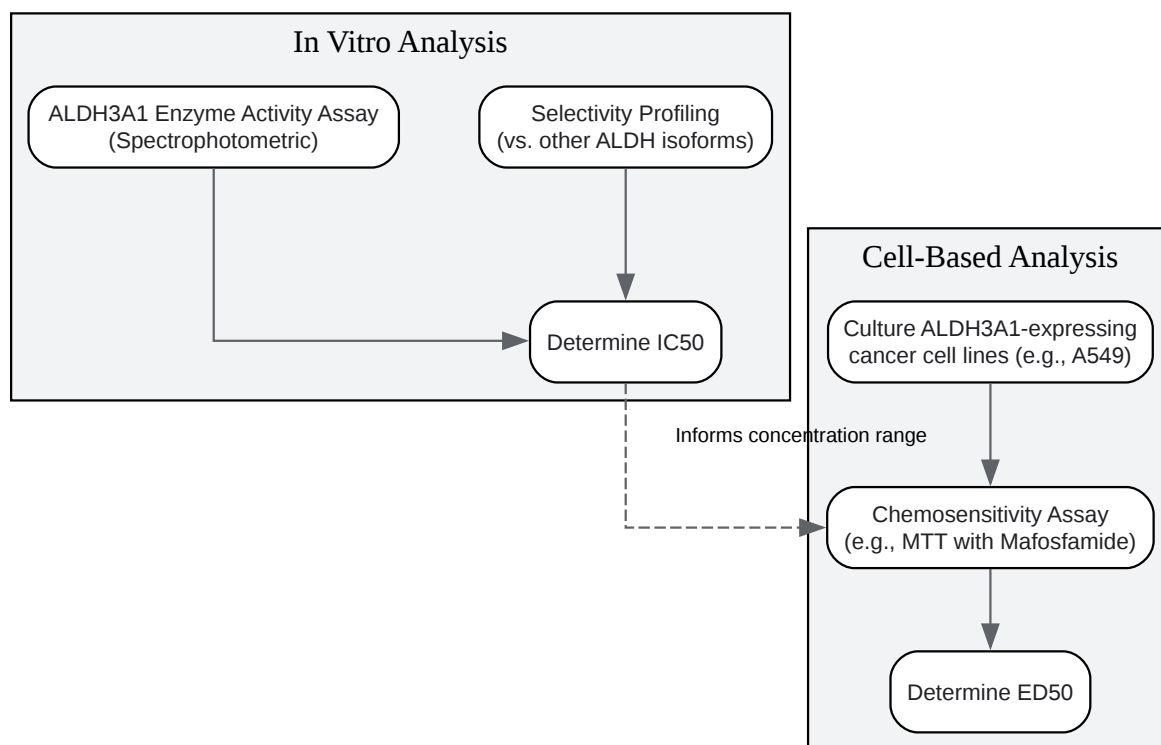 In Vitro Analysis
ALDH3A1 Enzyme Activity Assay
(Spectrophotometric)
Selectivity Profiling
(vs. other ALDH isoforms)
Determine IC50
Informs concentration range
Cell-Based Analysis
Culture ALDH3A1-expressing
cancer cell lines (e.g., A549)
Chemosensitivity Assay
(e.g., MTT with Mafosfamide)
Determine ED50